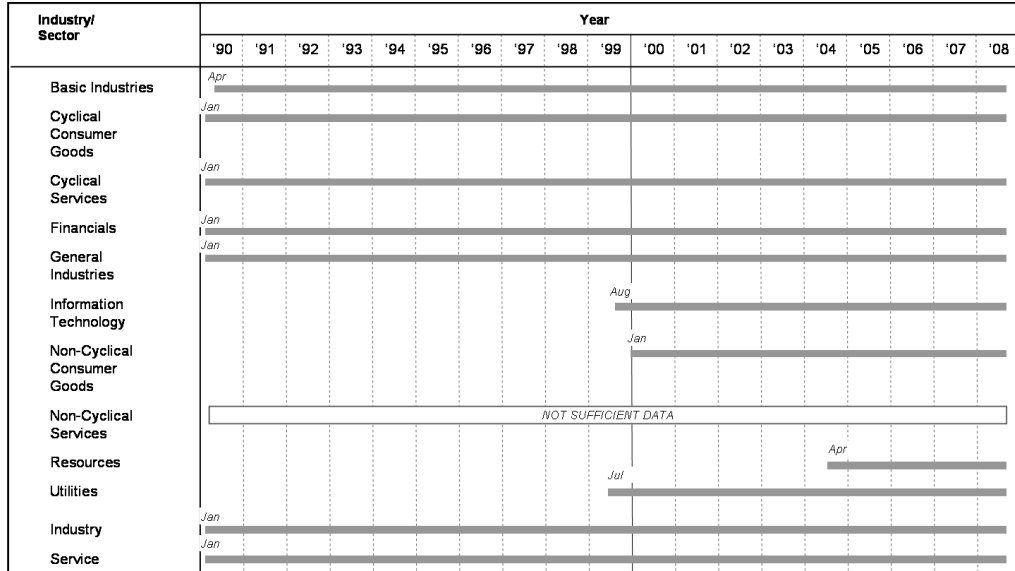 Industry/ Year
Sector
'90 '91 '92 '93 '94 '95 '96 '97 '98 '99 '00 '01 '02 '03 '04 '05 '06 '07 '08
Apr
Basic Industries
Jan
Cyclical
Consumer
Goods
Jan
Cyclical
Services
Jan
Financials
Jan
General
Industries
Aug
Information
Technology
Jan
Non-Cyclical
Consumer
Goods
Non-Cyclical NOT SUFFICIENT DATA
Services
Apr
Resources
Jul
Utilities
Jan
Industry
Jan
Service